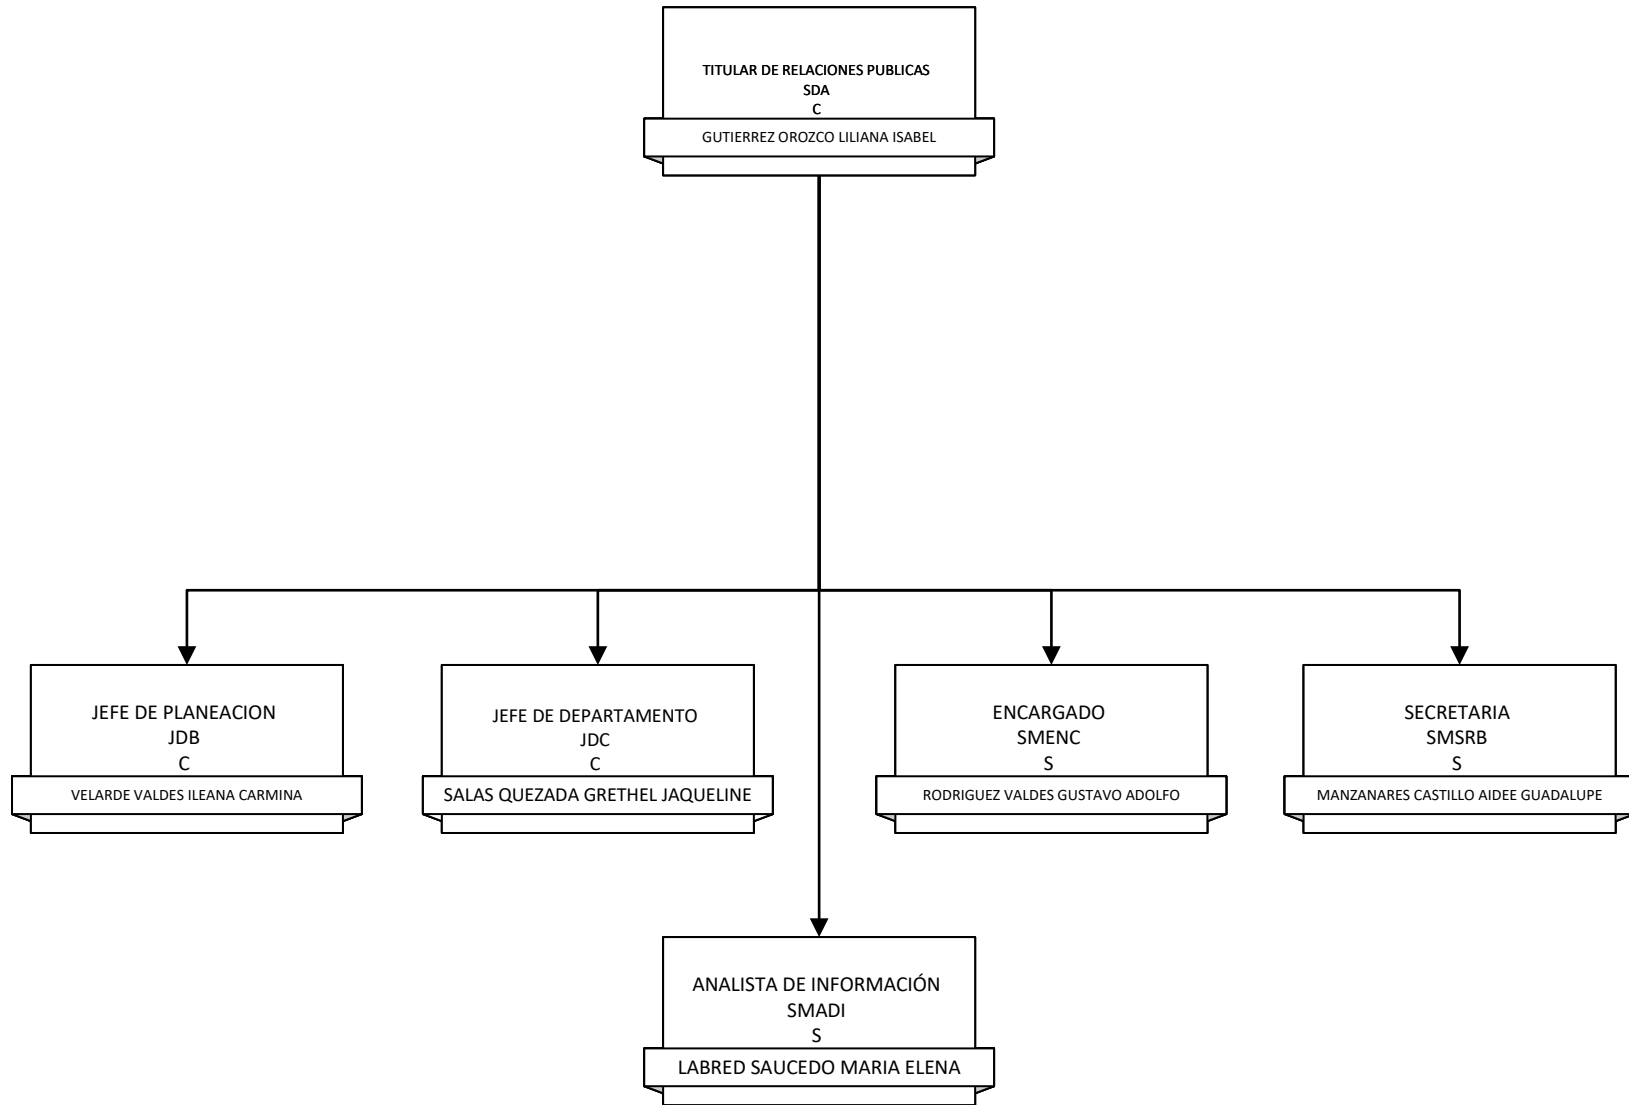 TITULAR DE RELACIONES PUBLICAS
SDA
C
GUTIERREZ OROZCO LILIANA ISABEL
JEFE DE PLANEACION
JDB
C
VELARDE VALDES ILEANA CARMINA
JEFE DE DEPARTAMENTO
JDC
C
SALAS QUEZADA GRETHEL JAQUELINE
ENCARGADO
SMENC
S
RODRIGUEZ VALDES GUSTAVO ADOLFO
SECRETARIA
SMSRB
S
MANZANARES CASTILLO AIDEE GUADALUPE
ANALISTA DE INFORMACIÓN
SMADI
S
LABRED SAUCEDO MARIA ELENA